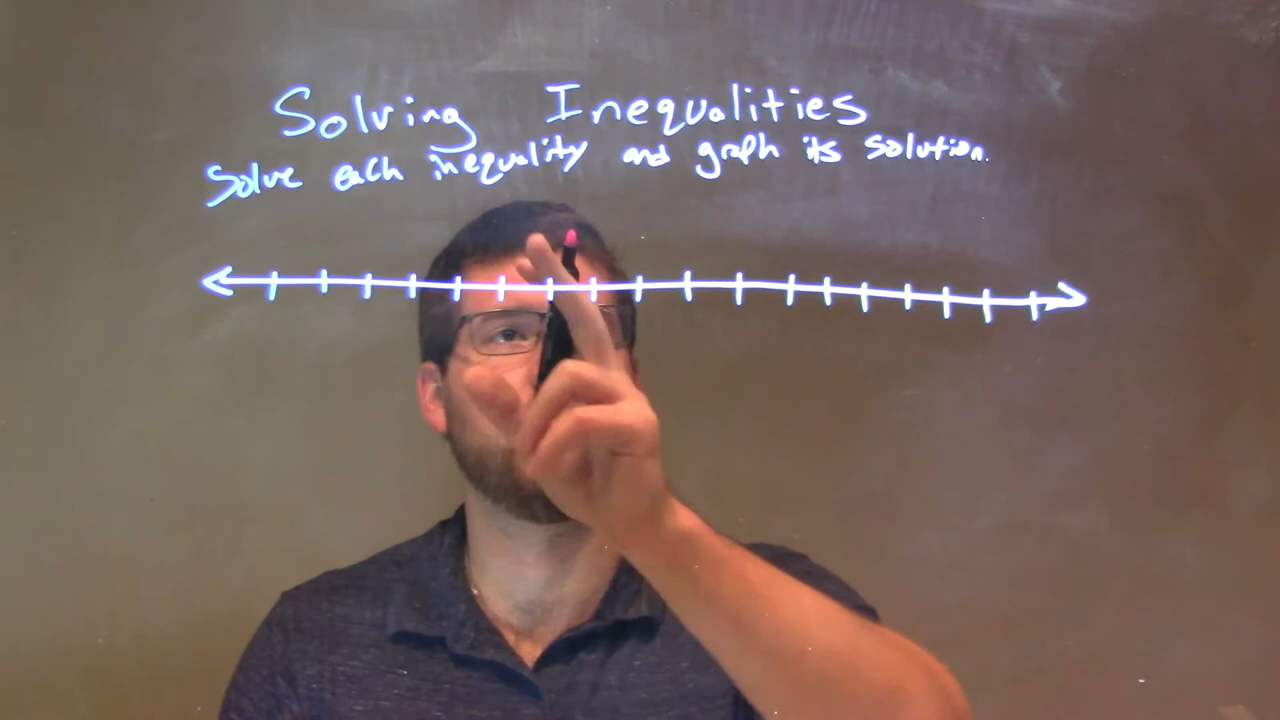 Solving Inequalities
Solve each inequality and graph its solution.